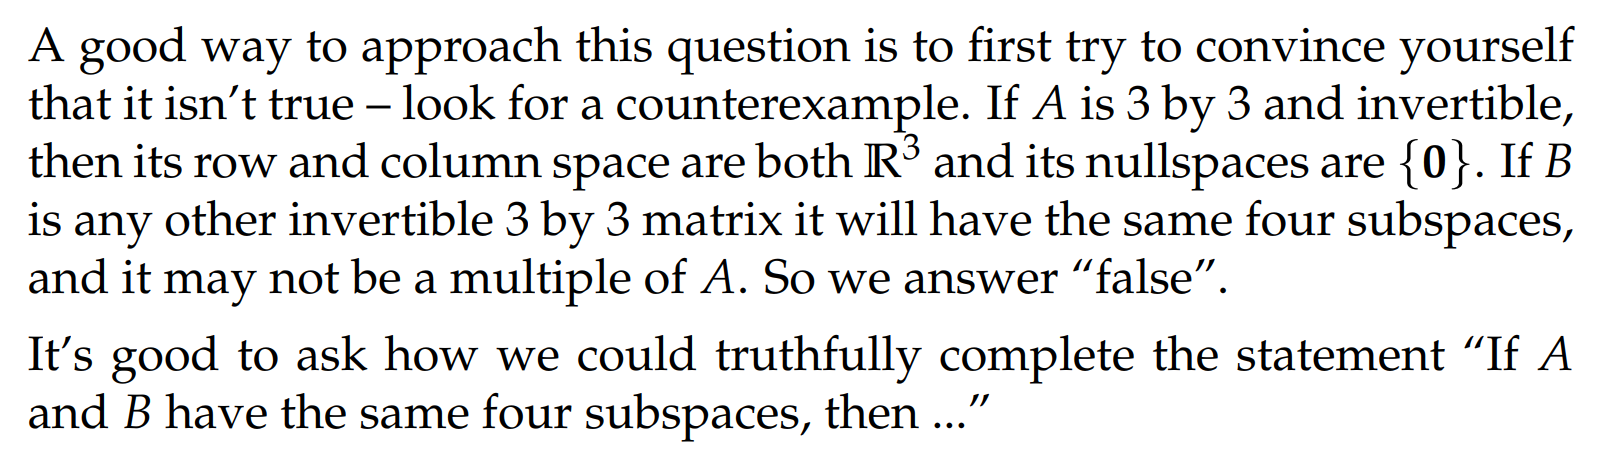 A good way to approach this question is to first try to convince yourself
that it isn’t true – look for a counterexample. If A is 3 by 3 and invertible,
then its row and column space are both ℝ³ and its nullspaces are {0}. If B
is any other invertible 3 by 3 matrix it will have the same four subspaces,
and it may not be a multiple of A. So we answer “false”.
It’s good to ask how we could truthfully complete the statement “If A
and B have the same four subspaces, then ...”